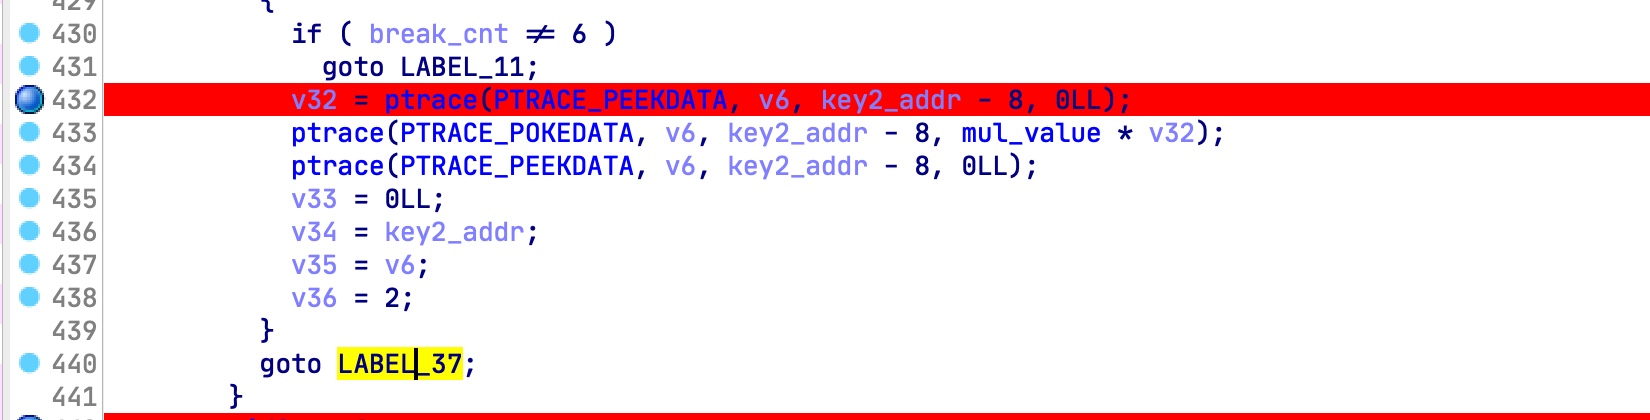 429 {
430 if ( break_cnt ≠ 6 )
431 goto LABEL_11;
432 v32 = ptrace(PTRACE_PEEKDATA, v6, key2_addr - 8, 0LL);
433 ptrace(PTRACE_POKEDATA, v6, key2_addr - 8, mul_value * v32);
434 ptrace(PTRACE_PEEKDATA, v6, key2_addr - 8, 0LL);
435 v33 = 0LL;
436 v34 = key2_addr;
437 v35 = v6;
438 v36 = 2;
439 }
440 goto LABEL_37;
441 }